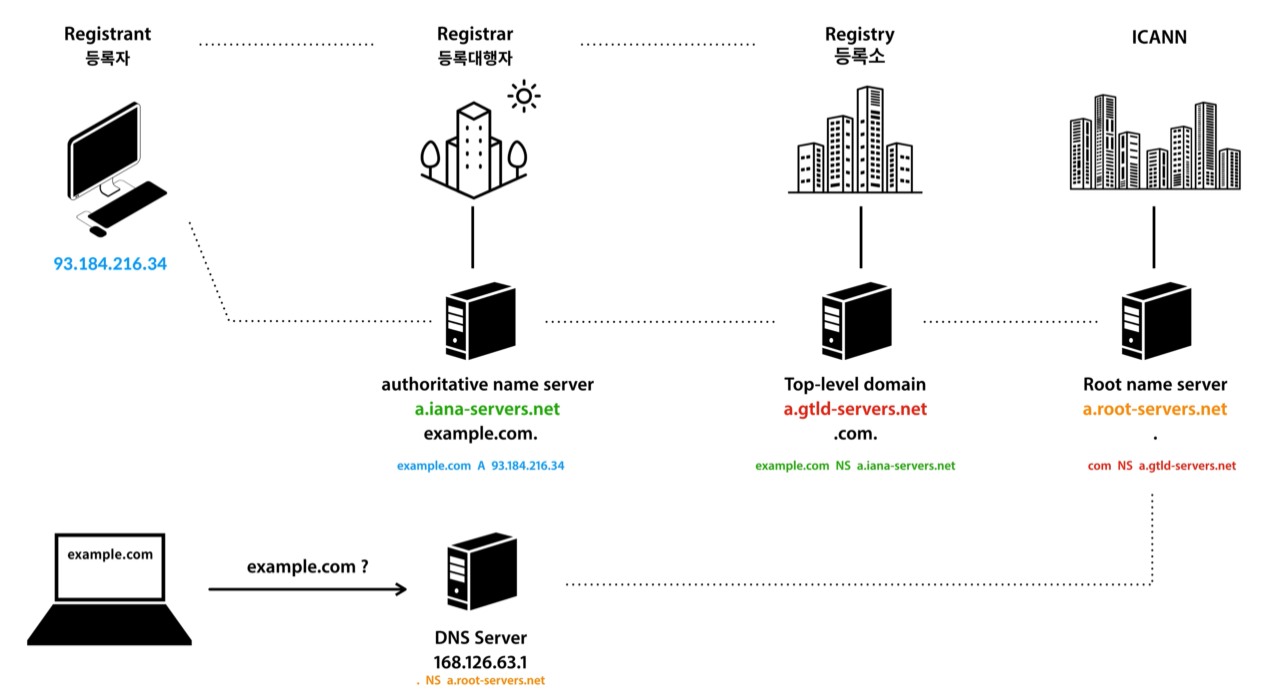 Registrant
등록자
Registrar
등록대행자
Registry
등록소
ICANN
93.184.216.34
authoritative name server
a.iana-servers.net
example.com.
example.com A 93.184.216.34
Top-level domain
a.gtld-servers.net
.com.
example.com NS a.iana-servers.net
Root name server
a.root-servers.net
.
com NS a.gtld-servers.net
example.com
example.com ?
DNS Server
168.126.63.1
. NS a.root-servers.net